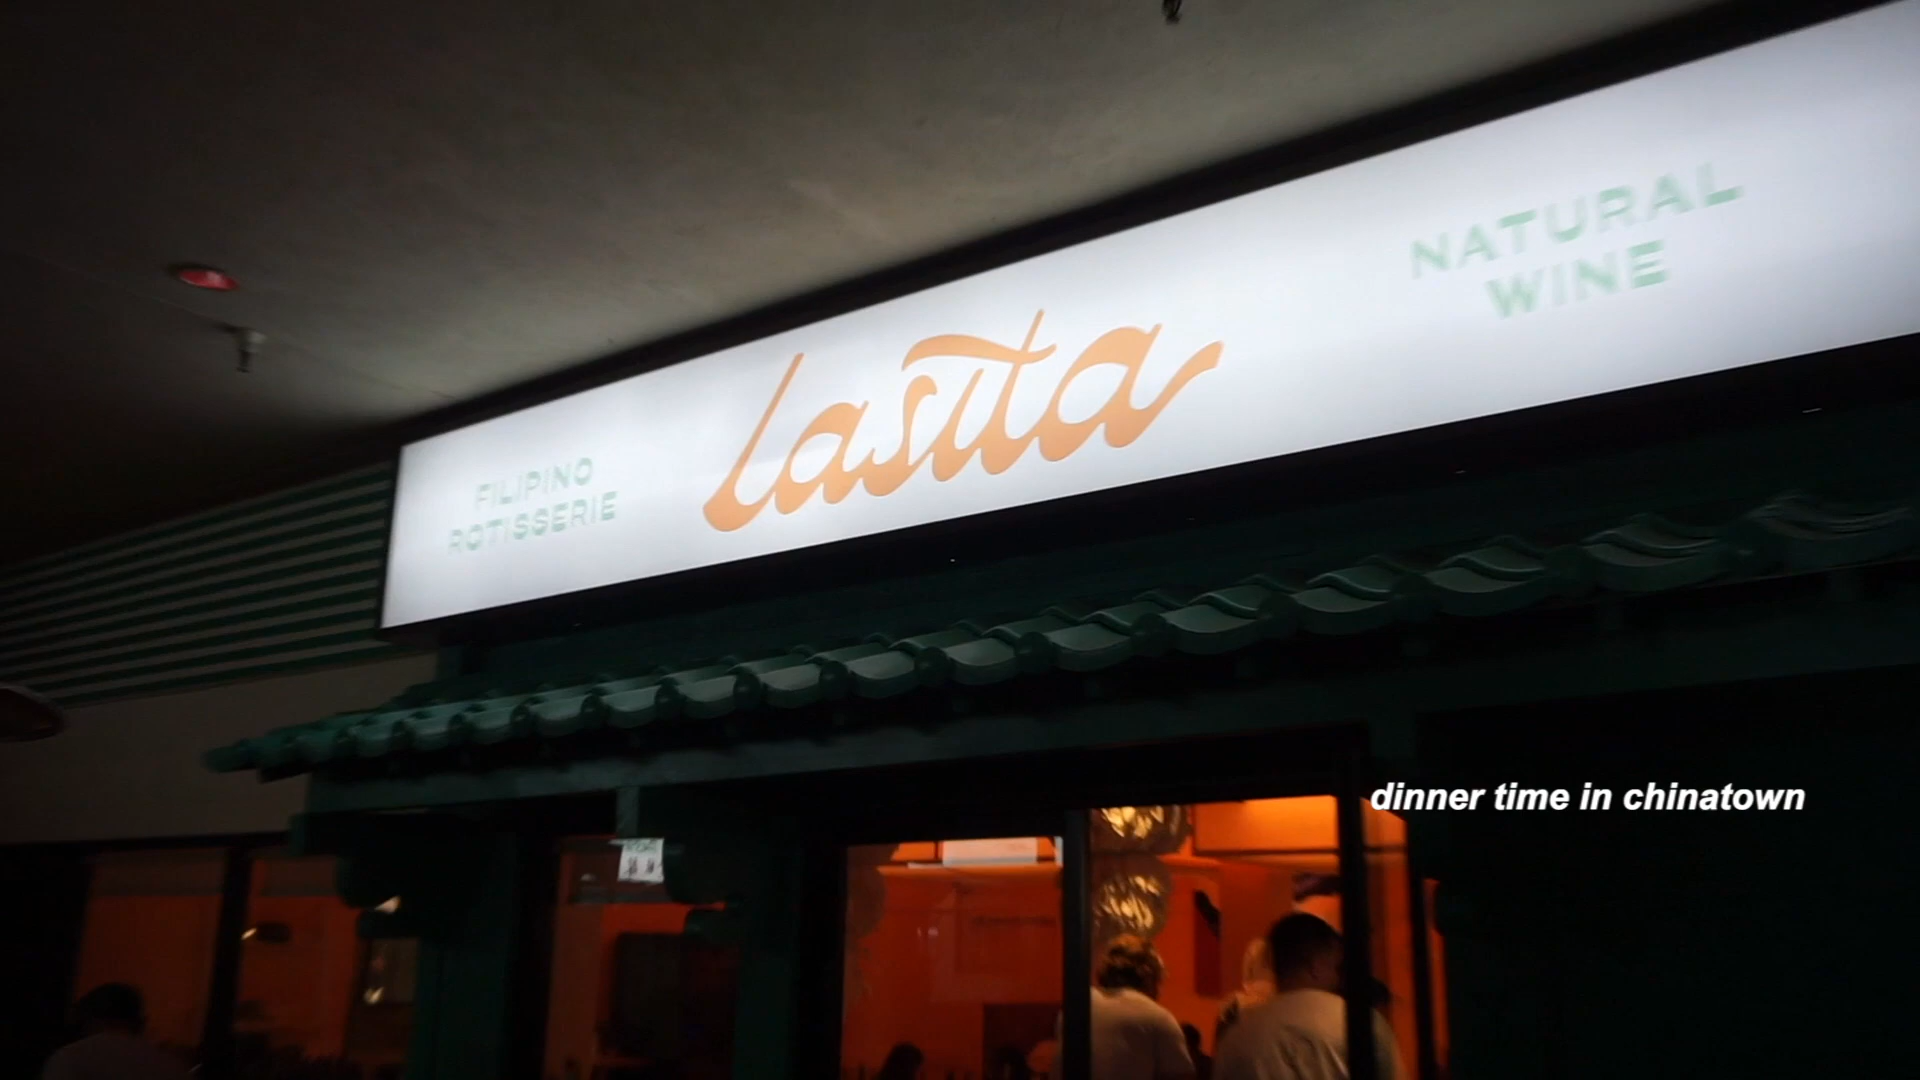 FILIPINO
ROTISSERIE
Lasita
NATURAL
WINE
dinner time in chinatown